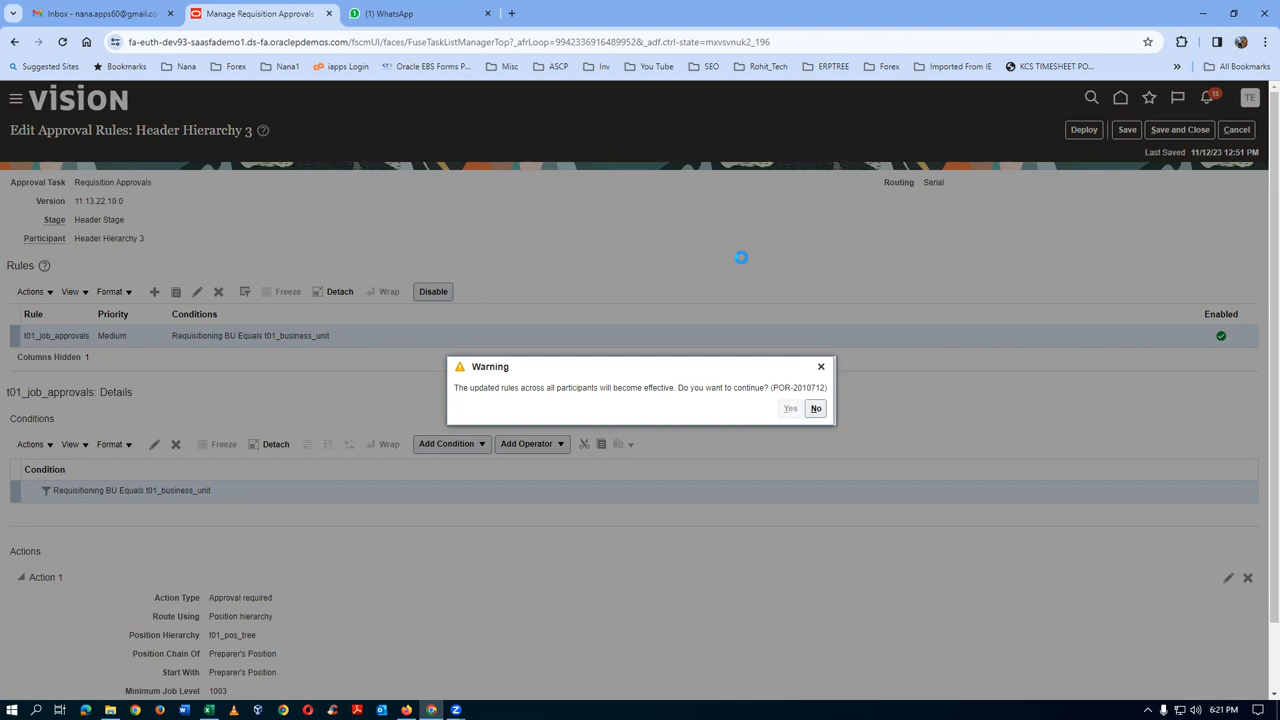 Inbox - nana.apps60@gmail.co
Manage Requisition Approvals
(1) WhatsApp
fa-euth-dev93-saasfademo1.ds-fa.oraclepdemos.com/fscmUI/faces/FuseTaskListManagerTop?_afrLoop=99423369164899528_adf.ctrl-state=mxvsvnuk2_196
Suggested Sites
Bookmarks
Nana
Forex
Nana1
iapps Login
Oracle EBS Forms P...
Misc
ASCP
Inv
You Tube
SEO
Rohit_Tech
ERPTREE
Forex
Imported From IE
KCS TIMESHEET PO...
»
All Bookmarks
VISION
13
TE
Edit Approval Rules: Header Hierarchy 3
Deploy
Save
Save and Close
Cancel
Last Saved 11/12/23 12:51 PM
Approval Task Requisition Approvals
Routing Serial
Version 11.13.22.10.0
Stage Header Stage
Participant Header Hierarchy 3
Rules
Actions View Format Freeze Detach Wrap Disable
Rule Priority Conditions Enabled
t01_job_approvals Medium Requisitioning BU Equals t01_business_unit
Columns Hidden 1
Warning
The updated rules across all participants will become effective. Do you want to continue? (POR-2010712)
Yes No
t01_job_approvals: Details
Conditions
Actions View Format Freeze Detach Wrap Add Condition Add Operator
Condition
Requisitioning BU Equals t01_business_unit
Actions
Action 1
Action Type Approval required
Route Using Position hierarchy
Position Hierarchy t01_pos_tree
Position Chain Of Preparer's Position
Start With Preparer's Position
Minimum Job Level 1003
6:21 PM